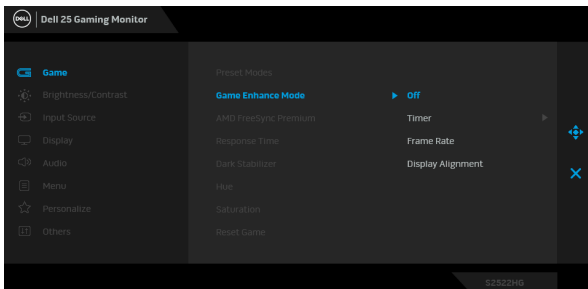 DELL Dell 25 Gaming Monitor
Game
Brightness/Contrast
Input Source
Display
Audio
Menu
Personalize
Others
Preset Modes
Game Enhance Mode
AMD FreeSync Premium
Response Time
Dark Stabilizer
Hue
Saturation
Reset Game
Off
Timer
Frame Rate
Display Alignment
S2522HG